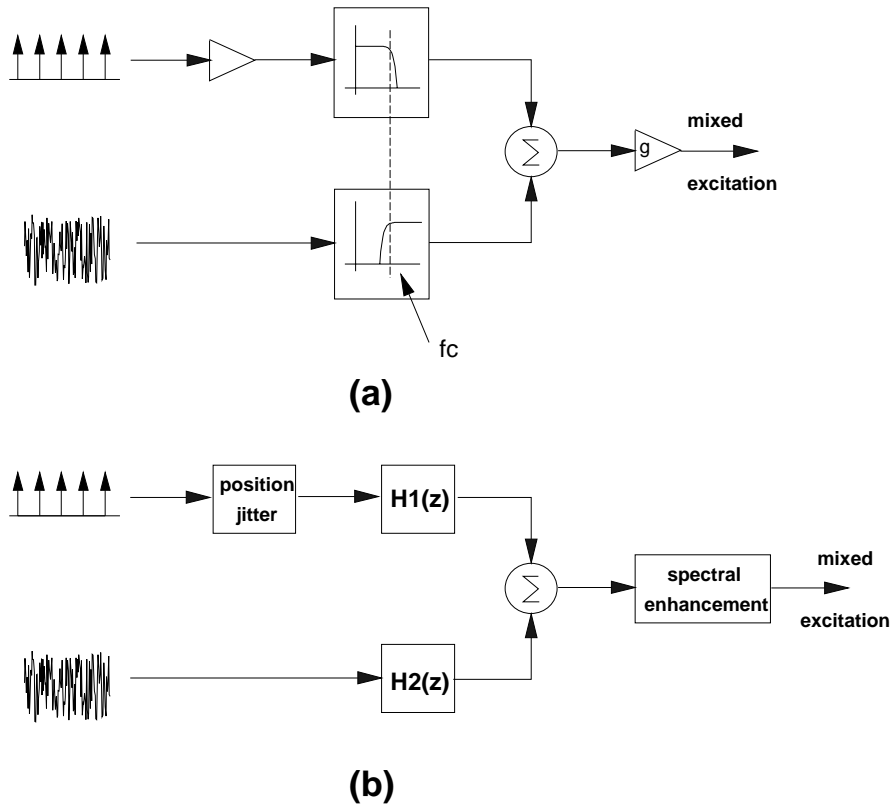 Σ
g
mixed
excitation
fc
(a)
position
jitter
H1(z)
Σ
spectral
enhancement
mixed
excitation
H2(z)
(b)